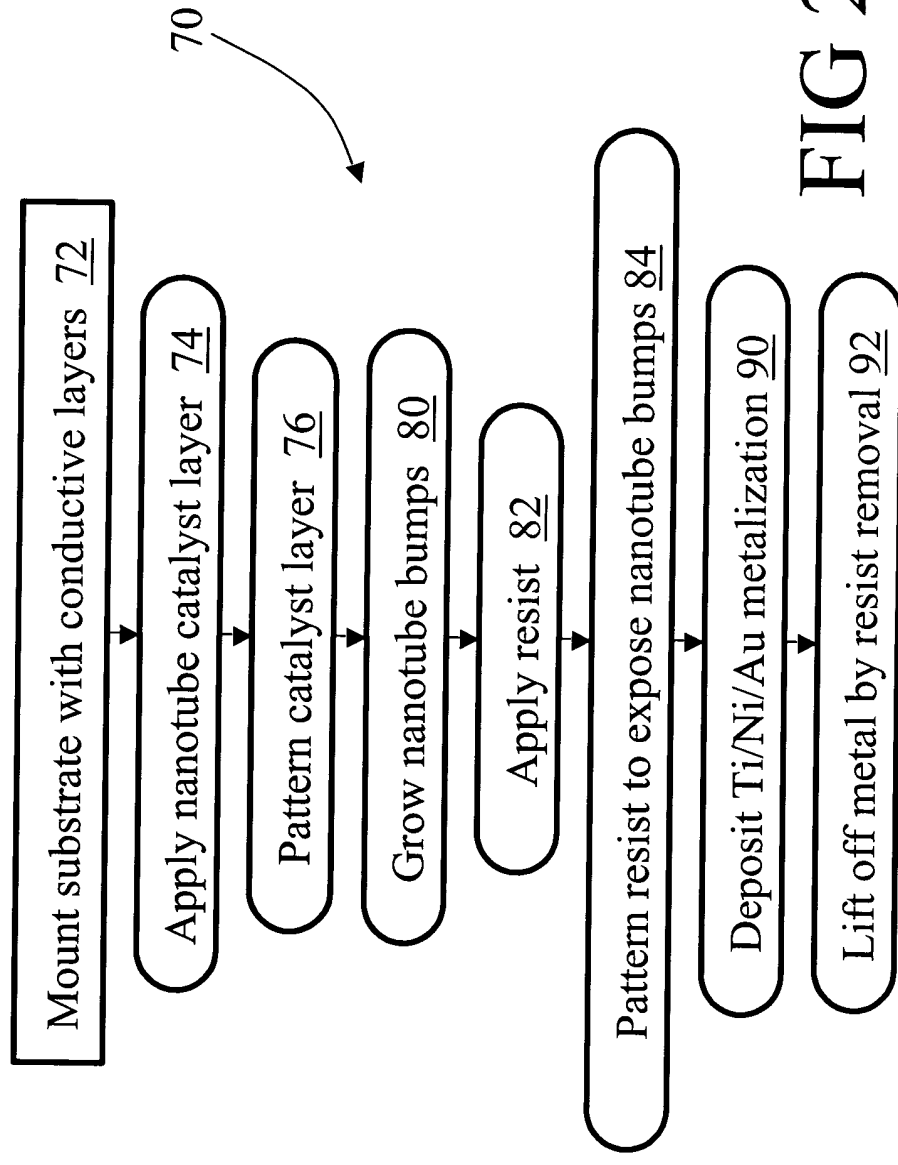 70
Mount substrate with conductive layers 72
Apply nanotube catalyst layer 74
Pattern catalyst layer 76
Grow nanotube bumps 80
Apply resist 82
Pattern resist to expose nanotube bumps 84
Deposit Ti/Ni/Au metalization 90
Lift off metal by resist removal 92
FIG